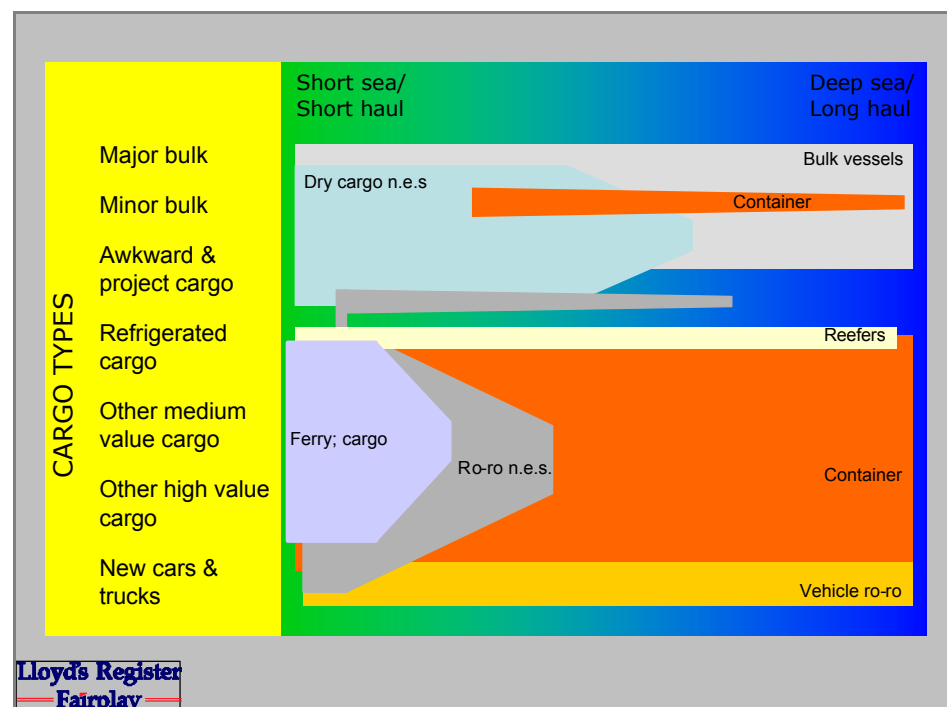 Short sea/
Short haul
Deep sea/
Long haul
CARGO TYPES
Major bulk
Minor bulk
Awkward &
project cargo
Refrigerated
cargo
Other medium
value cargo
Other high value
cargo
New cars &
trucks
Bulk vessels
Dry cargo n.e.s
Container
Reefers
Ferry; cargo
Ro-ro n.e.s.
Container
Vehicle ro-ro
Lloyd's Register
Fairplay